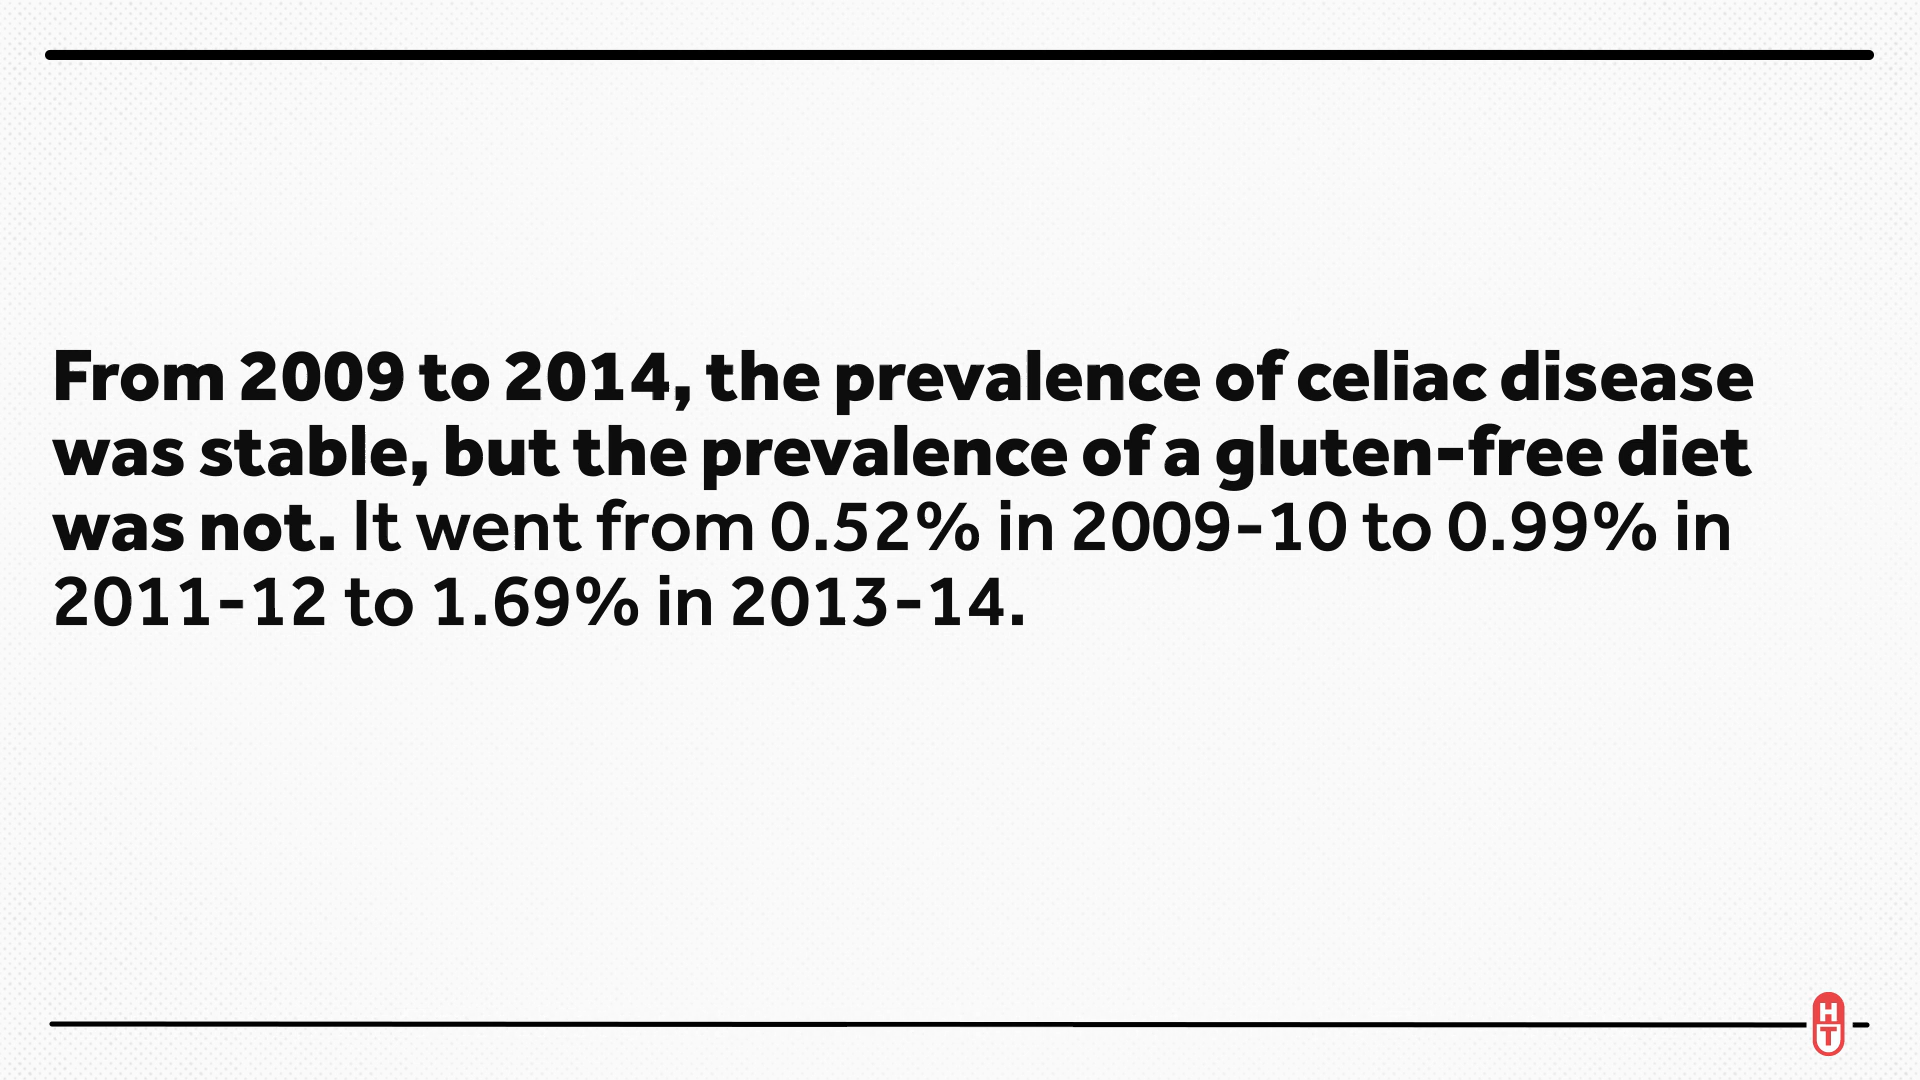 From 2009 to 2014, the prevalence of celiac disease
was stable, but the prevalence of a gluten-free diet
was not. It went from 0.52% in 2009-10 to 0.99% in
2011-12 to 1.69% in 2013-14.
H
T